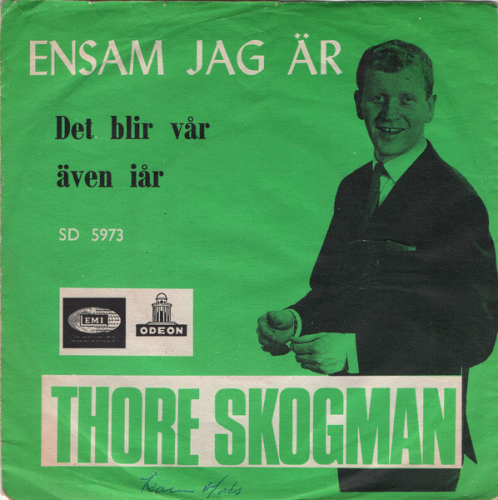 ENSAM JAG ÄR
Det blir vår
även iår
SD 5973
EMI
ODEON
THORE SKOGMAN